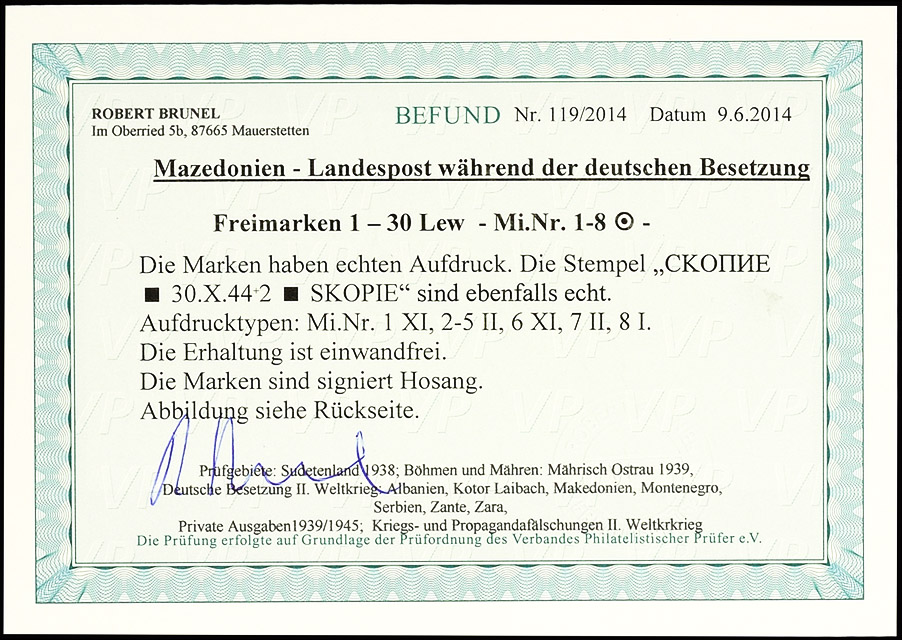 ROBERT BRUNEL
Im Oberried 5b, 87665 Mauerstetten
BEFUND Nr. 119/2014 Datum 9.6.2014
Mazedonien - Landespost während der deutschen Besetzung
Freimarken 1 – 30 Lew - Mi.Nr. 1-8 ⊙ -
Die Marken haben echten Aufdruck. Die Stempel „СКОПИЕ
■ 30.X.44-2 ■ SKOPIE“ sind ebenfalls echt.
Aufdrucktypen: Mi.Nr. 1 XI, 2-5 II, 6 XI, 7 II, 8 I.
Die Erhaltung ist einwandfrei.
Die Marken sind signiert Hosang.
Abbildung siehe Rückseite.
Prüfgebiete: Sudetenland 1938; Böhmen und Mähren: Mährisch Ostrau 1939,
Deutsche Besetzung II. Weltkrieg: Albanien, Kotor Laibach, Makedonien, Montenegro,
Serbien, Zante, Zara,
Private Ausgaben1939/1945; Kriegs- und Propagandafälschungen II. Weltkrkrieg
Die Prüfung erfolgte auf Grundlage der Prüfordnung des Verbandes Philatelistischer Prüfer e.V.